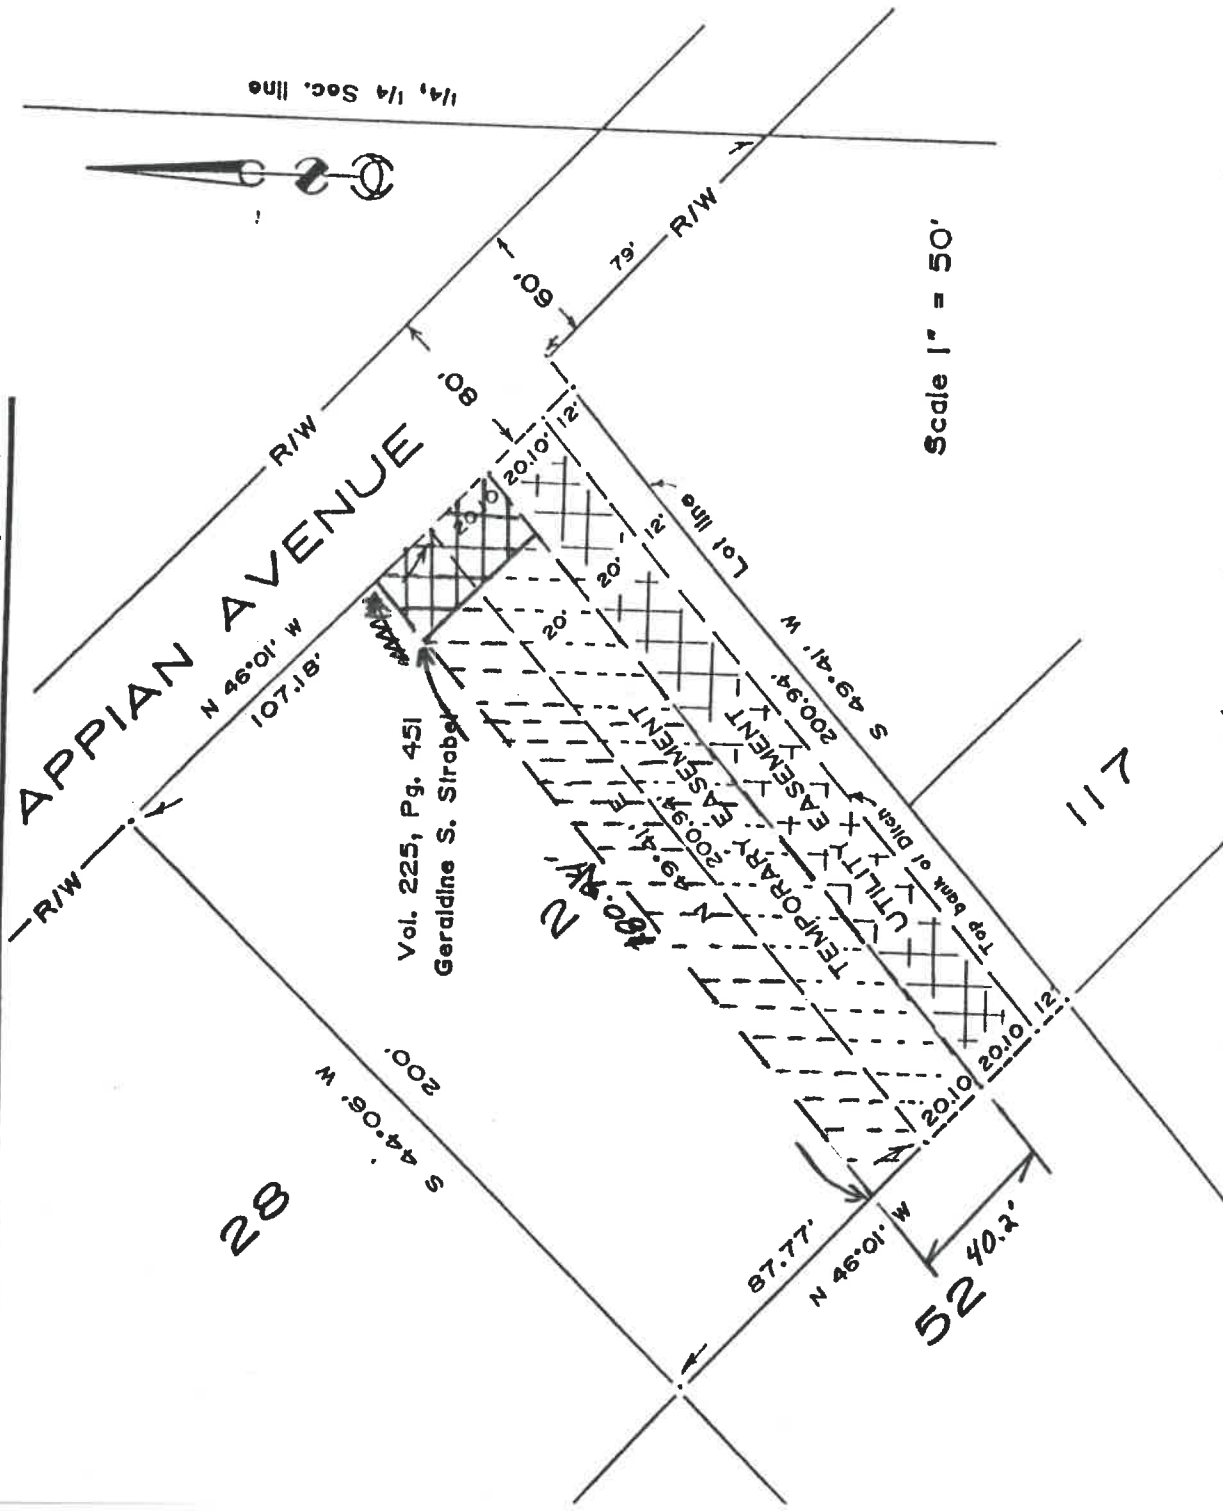 1/4, 1/4 Sec. line
R/W
APPIAN AVENUE
80'
60'
79'
R/W
Scale 1" = 50'
N 46°01' W
107.18'
R/W
Vol. 225, Pg. 451
Geraldine S. Strobel
20.10
20.10'
12'
Lot line
12'
20'
20'
S 49°41' W
200.94'
N 49°41' E
200.94'
TEMPORARY EASEMENT
UTILITY EASEMENT
Top bank of Ditch
117
28
S 44°06' W
200'
20.10
20.10
12'
87.77'
N 46°01' W
40.2'
52